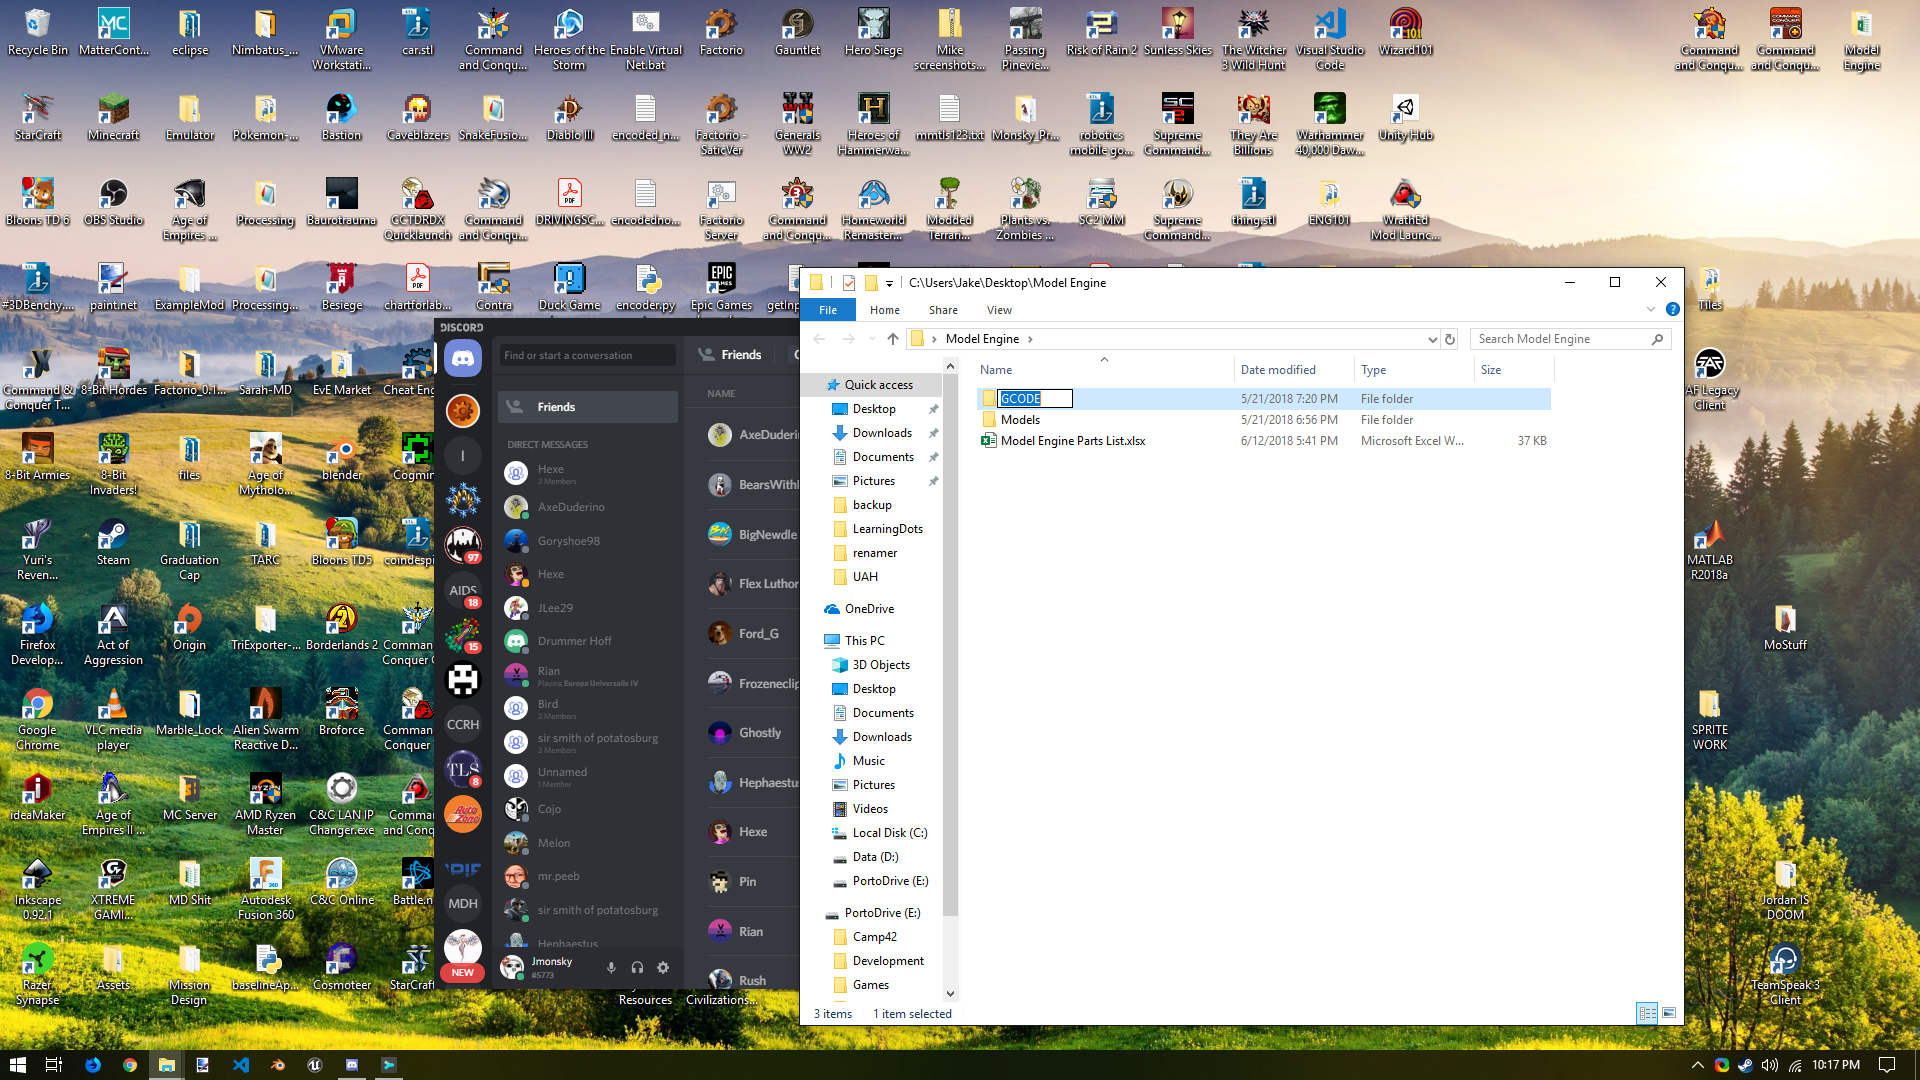 Recycle Bin
MatterCont...
eclipse
Nimbatus_...
VMware
Workstati...
car.stl
Command
and Conqu...
Heroes of the
Storm
Enable Virtual
Net.bat
Factorio
Gauntlet
Hero Siege
Mike
screenshots...
Passing
Pinevie...
Risk of Rain 2
Sunless Skies
The Witcher
3 Wild Hunt
Visual Studio
Code
Wizard101
Command
and Conqu...
Command
and Conqu...
Model
Engine
StarCraft
Minecraft
Emulator
Pokemon-...
Bastion
Caveblazers
SnakeFusio...
Diablo III
encoded_n...
Factorio -
SaticVer
Generals
WW2
Heroes of
Hammerwa...
mmtls123.txt
Monsky_Pr...
robotics
mobile go...
Supreme
Command...
They Are
Billions
Warhammer
40,000 Daw...
Unity Hub
Bloons TD 6
OBS Studio
Age of
Empires ...
Processing
Baurotrauma
CCTDRDX
Quicklaunch
Command
and Conqu...
DRIVINGSC...
encodedno...
Factorio
Server
Command
and Conqu...
Homeworld
Remaster...
Modded
Terrari...
Plants vs.
Zombies ...
SC2 MM
Supreme
Command...
thing.stl
ENG101
WrathEd
Mod Launc...
#3DBenchy....
paint.net
ExampleMod
Processing...
Besiege
chartforlab...
Contra
Duck Game
encoder.py
Epic Games
getInp
Command &
Conquer T...
8-Bit Hordes
Factorio_0.1...
Sarah-MD
EvE Market
Cheat Eng
8-Bit Armies
8-Bit
Invaders!
files
Age of
Mytholo...
blender
Cogmin
Yuri's
Reven...
Steam
Graduation
Cap
TARC
Bloons TD5
coindespi
Firefox
Develop...
Act of
Aggression
Origin
TriExporter-...
Borderlands 2
Comman
Conquer
Google
Chrome
VLC media
player
Marble_Lock
Alien Swarm
Reactive D...
Broforce
Comman
Conquer
ideaMaker
Age of
Empires II ...
MC Server
AMD Ryzen
Master
C&C LAN IP
Changer.exe
Comman
and Conq
Inkscape
0.92.1
XTREME
GAMI...
MD Shit
Autodesk
Fusion 360
C&C Online
Battle.n
Razer
Synapse
Assets
Mission
Design
baselineAp...
Cosmoteer
StarCraft
Resources
Civilizations...
Tiles
AF Legacy
Client
MATLAB
R2018a
MoStuff
SPRITE
WORK
Jordan IS
DOOM
TeamSpeak 3
Client
DISCORD
Find or start a conversation
Friends
Friends
DIRECT MESSAGES
Hexe
2 Members
AxeDuderino
Goryshoe98
Hexe
JLee29
Drummer Hoff
Rian
Playing Europa Universalis IV
Bird
2 Members
sir smith of potatosburg
2 Members
Unnamed
1 Member
Cojo
Melon
mr.peeb
sir smith of potatosburg
Hephaestus
Jmonsky
#5773
I
97
AIDS
18
15
CCRH
TLS
8
Auto
Zone
MDH
NEW
NAME
AxeDuderin
BearsWithl
BigNewdle
Flex Luthor
Ford_G
Frozeneclip
Ghostly
Hephaestus
Hexe
Pin
Rian
Rush
C:\Users\Jake\Desktop\Model Engine
File
Home
Share
View
Model Engine
Search Model Engine
Name
Date modified
Type
Size
GCODE
5/21/2018 7:20 PM
File folder
Models
5/21/2018 6:56 PM
File folder
Model Engine Parts List.xlsx
6/12/2018 5:41 PM
Microsoft Excel W...
37 KB
Quick access
Desktop
Downloads
Documents
Pictures
backup
LearningDots
renamer
UAH
OneDrive
This PC
3D Objects
Desktop
Documents
Downloads
Music
Pictures
Videos
Local Disk (C:)
Data (D:)
PortoDrive (E:)
PortoDrive (E:)
Camp42
Development
Games
3 items
1 item selected
10:17 PM